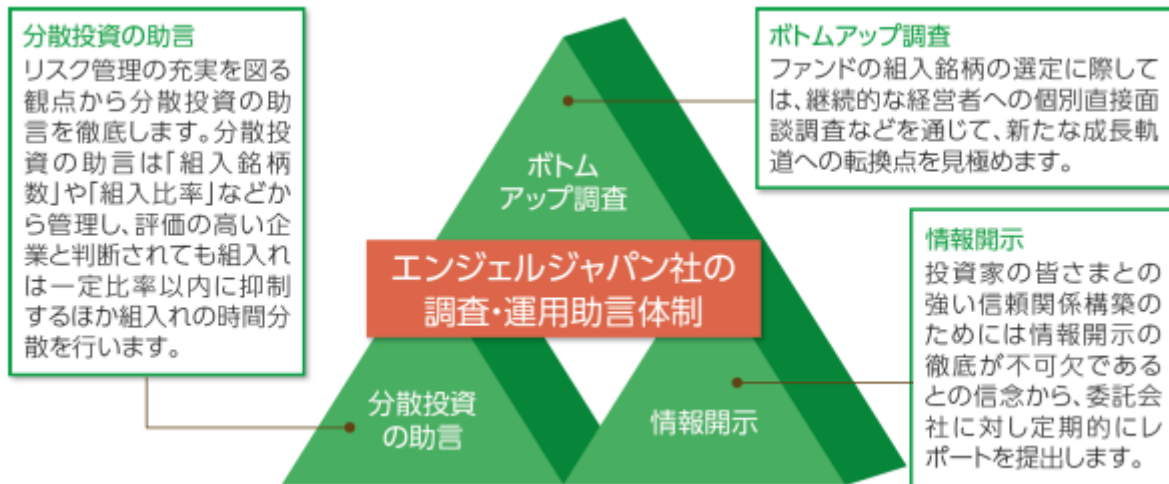 分散投資の助言
リスク管理の充実を図る
観点から分散投資の助
言を徹底します。分散投
資の助言は「組入銘柄
数」や「組入比率」などか
ら管理し、評価の高い企
業と判断されても組入れ
は一定比率以内に抑制
するほか組入れの時間分
散を行います。
ボトムアップ調査
ファンドの組入銘柄の選定に際して
は、継続的な経営者への個別直接面
談調査などを通じて、新たな成長軌
道への転換点を見極めます。
ボトム
アップ調査
エンジェルジャパン社の
調査・運用助言体制
分散投資
の助言
情報開示
情報開示
投資家の皆さまとの
強い信頼関係構築の
ためには情報開示の
徹底が不可欠である
との信念から、委託会
社に対し定期的にレ
ポートを提出します。